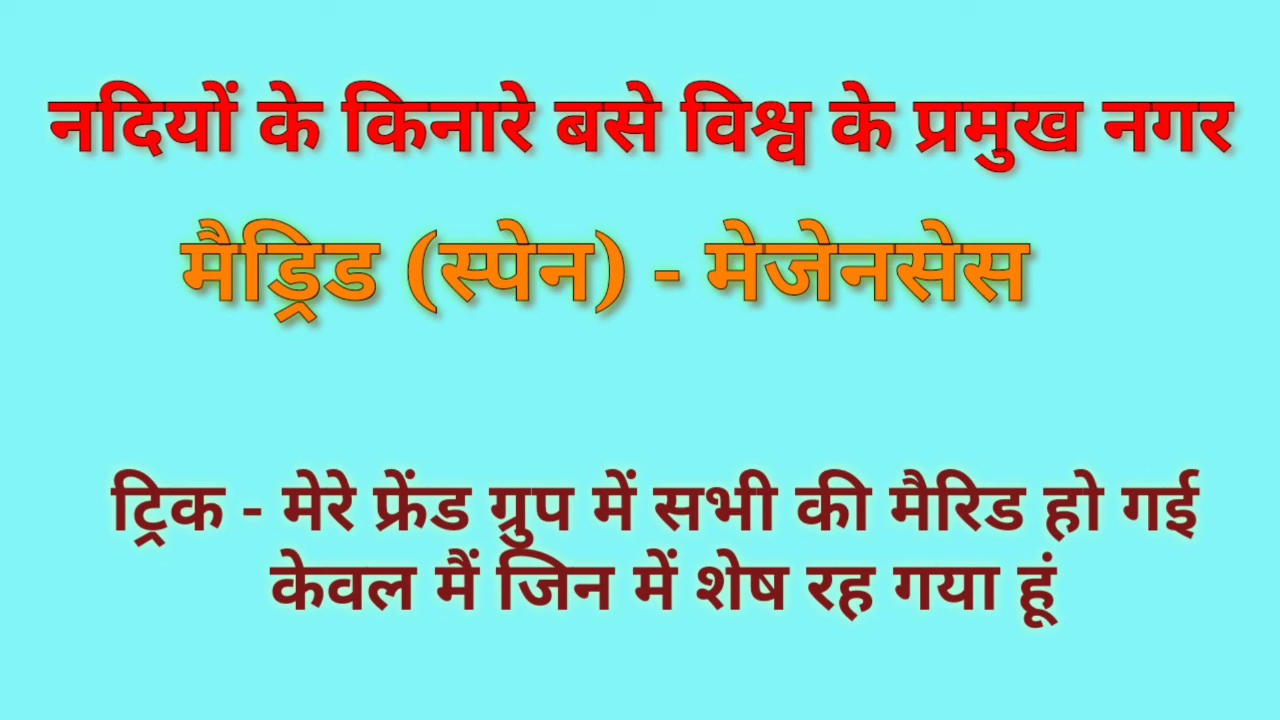 नदियों के किनारे बसे विश्व के प्रमुख नगर
मैड्रिड (स्पेन) - मेजेनसेस
ट्रिक - मेरे फ्रेंड ग्रुप में सभी की मैरिड हो गई
केवल मैं जिन में शेष रह गया हूं